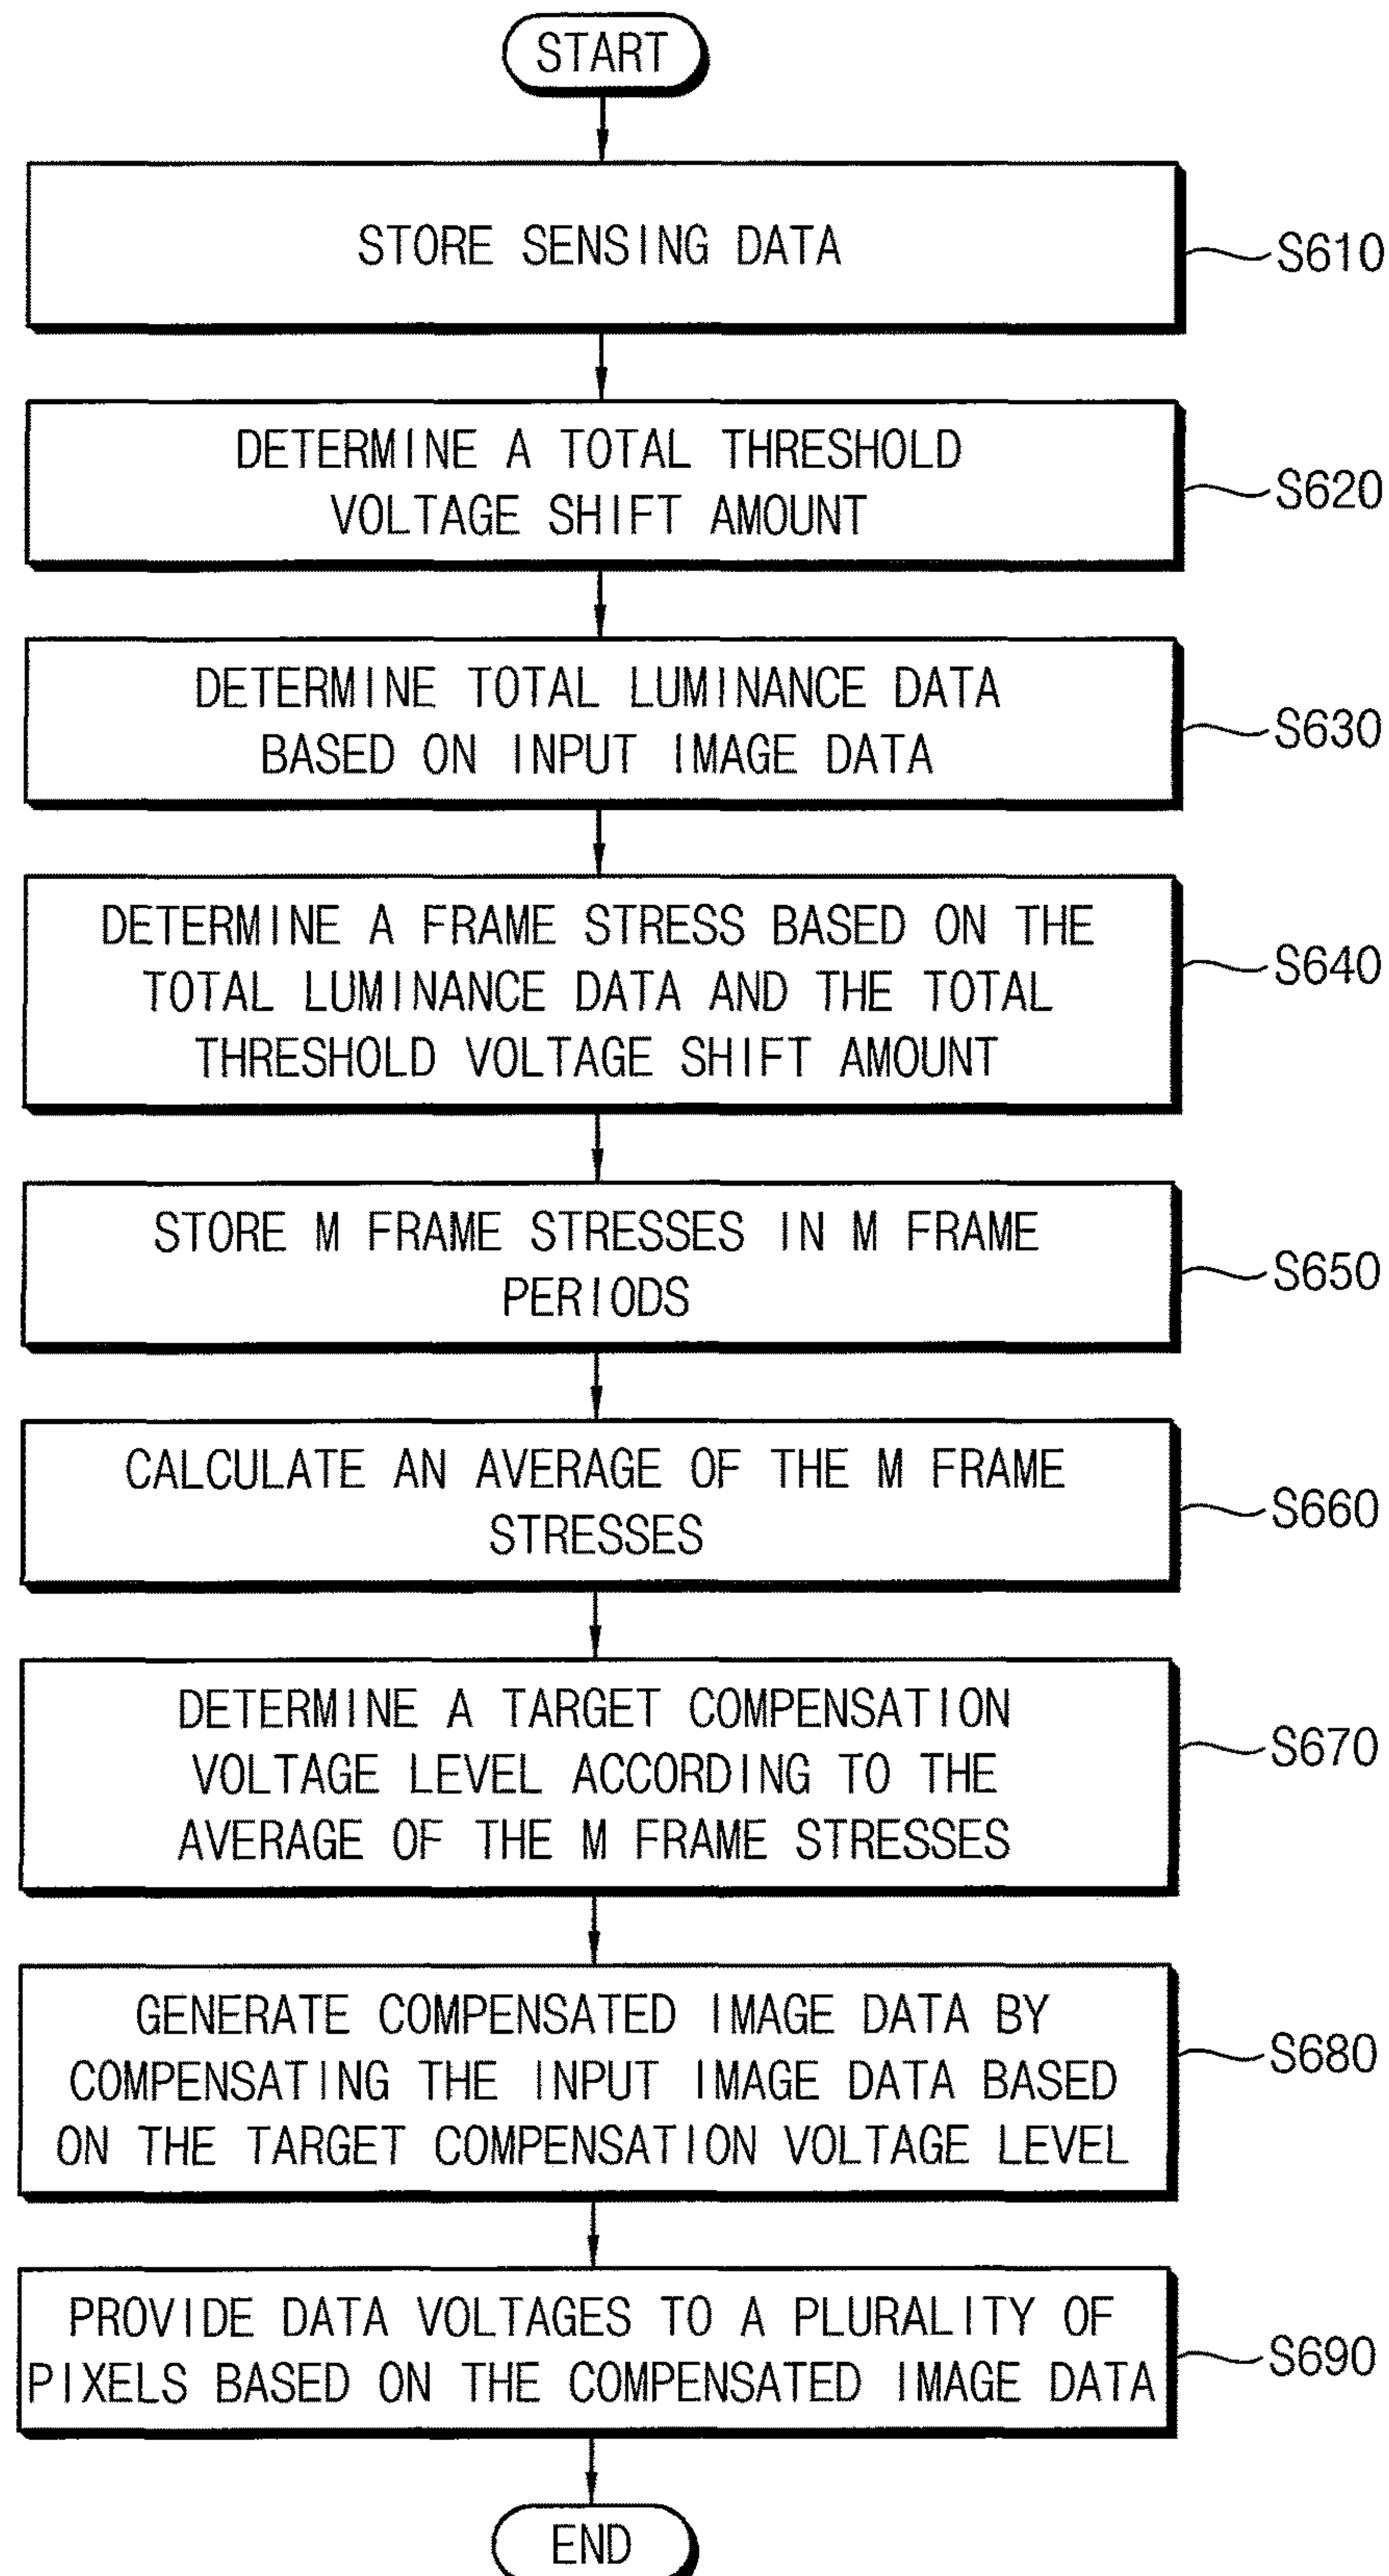 START
STORE SENSING DATA
S610
DETERMINE A TOTAL THRESHOLD
VOLTAGE SHIFT AMOUNT
S620
DETERMINE TOTAL LUMINANCE DATA
BASED ON INPUT IMAGE DATA
S630
DETERMINE A FRAME STRESS BASED ON THE
TOTAL LUMINANCE DATA AND THE TOTAL
THRESHOLD VOLTAGE SHIFT AMOUNT
S640
STORE M FRAME STRESSES IN M FRAME
PERIODS
S650
CALCULATE AN AVERAGE OF THE M FRAME
STRESSES
S660
DETERMINE A TARGET COMPENSATION
VOLTAGE LEVEL ACCORDING TO THE
AVERAGE OF THE M FRAME STRESSES
S670
GENERATE COMPENSATED IMAGE DATA BY
COMPENSATING THE INPUT IMAGE DATA BASED
ON THE TARGET COMPENSATION VOLTAGE LEVEL
S680
PROVIDE DATA VOLTAGES TO A PLURALITY OF
PIXELS BASED ON THE COMPENSATED IMAGE DATA
S690
END